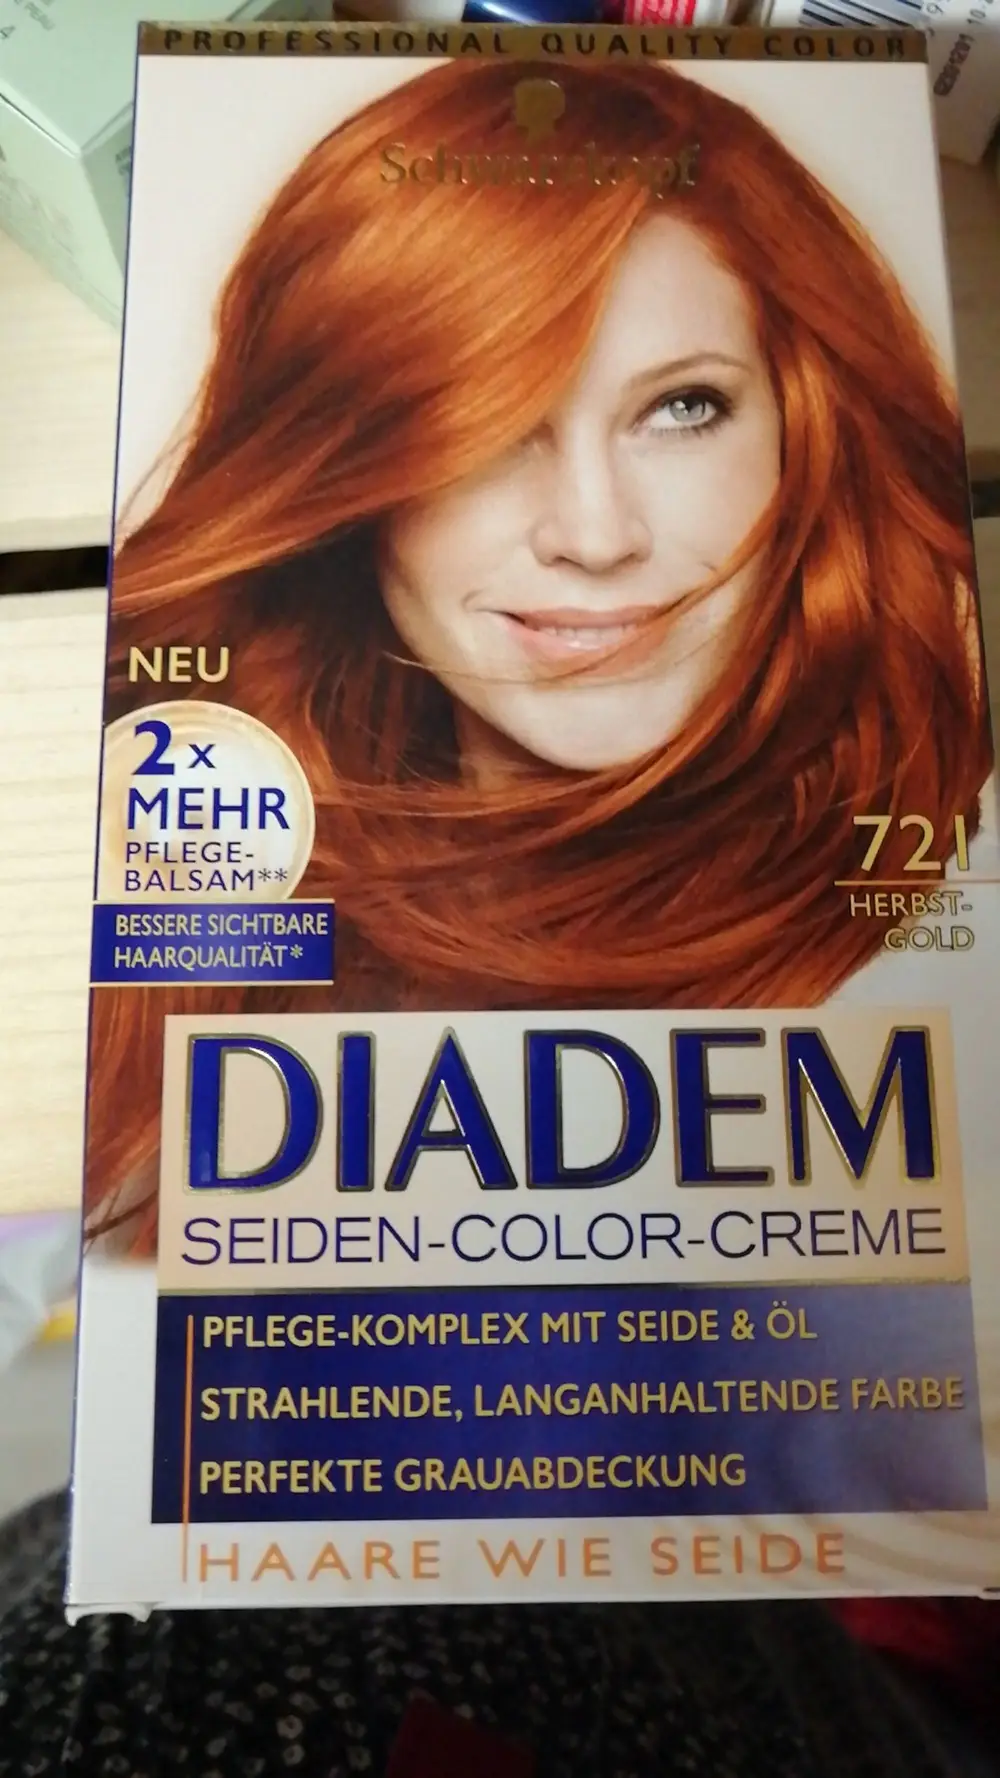 PROFESSIONAL QUALITY COLOR
Schwarzkopf
NEU
2 x
MEHR
PFLEGE-
BALSAM**
BESSERE SICHTBARE
HAARQUALITÄT*
721
HERBST-
GOLD
DIADEM
SEIDEN-COLOR-CREME
PFLEGE-KOMPLEX MIT SEIDE & ÖL
STRAHLENDE, LANGANHALTENDE FARBE
PERFEKTE GRAUABDECKUNG
HAARE WIE SEIDE